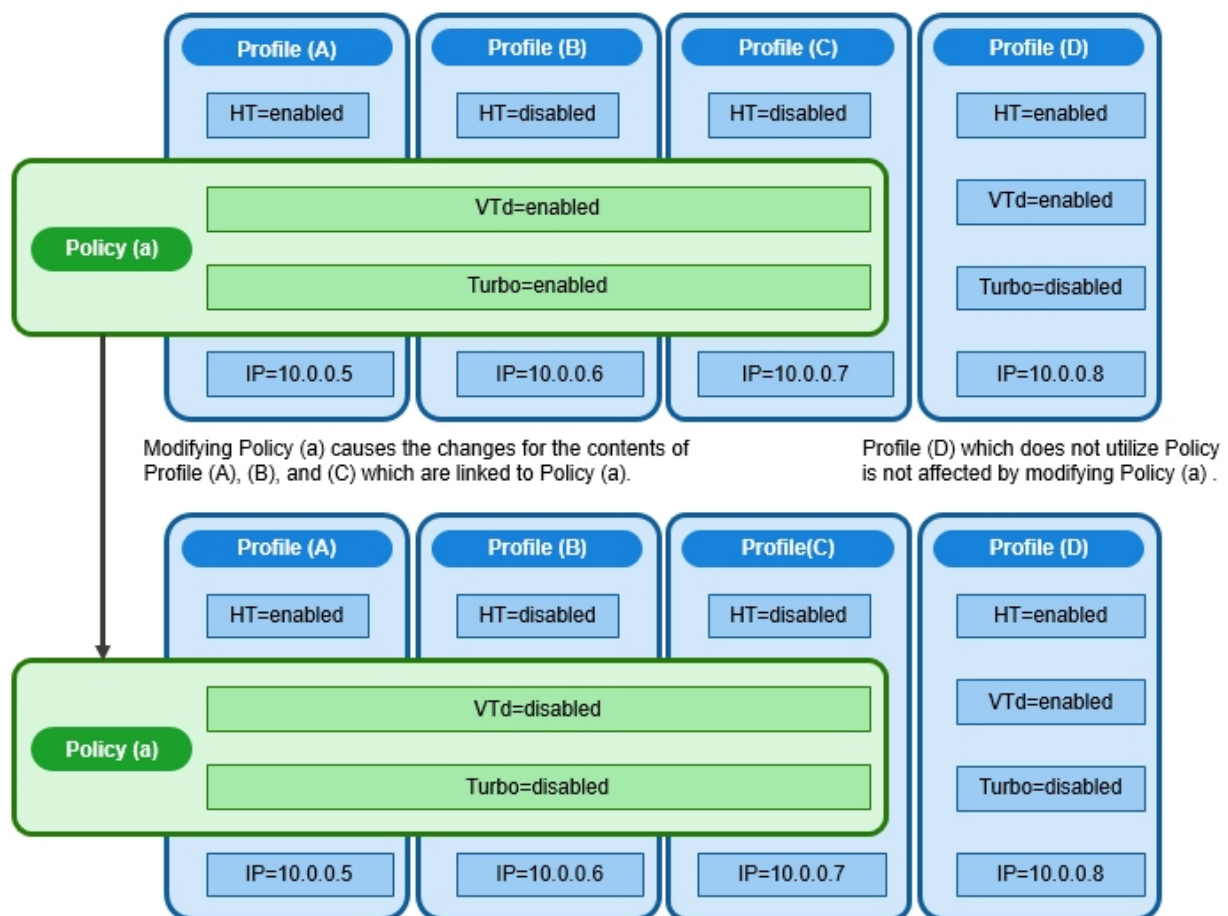 Profile (A)
Profile (B)
Profile (C)
Profile (D)
HT=enabled
HT=disabled
HT=disabled
HT=enabled
Policy (a)
VTd=enabled
VTd=enabled
Turbo=enabled
Turbo=disabled
IP=10.0.0.5
IP=10.0.0.6
IP=10.0.0.7
IP=10.0.0.8
Modifying Policy (a) causes the changes for the contents of
Profile (A), (B), and (C) which are linked to Policy (a).
Profile (D) which does not utilize Policy
is not affected by modifying Policy (a) .
Profile (A)
Profile (B)
Profile(C)
Profile (D)
HT=enabled
HT=disabled
HT=disabled
HT=enabled
Policy (a)
VTd=disabled
VTd=enabled
Turbo=disabled
Turbo=disabled
IP=10.0.0.5
IP=10.0.0.6
IP=10.0.0.7
IP=10.0.0.8